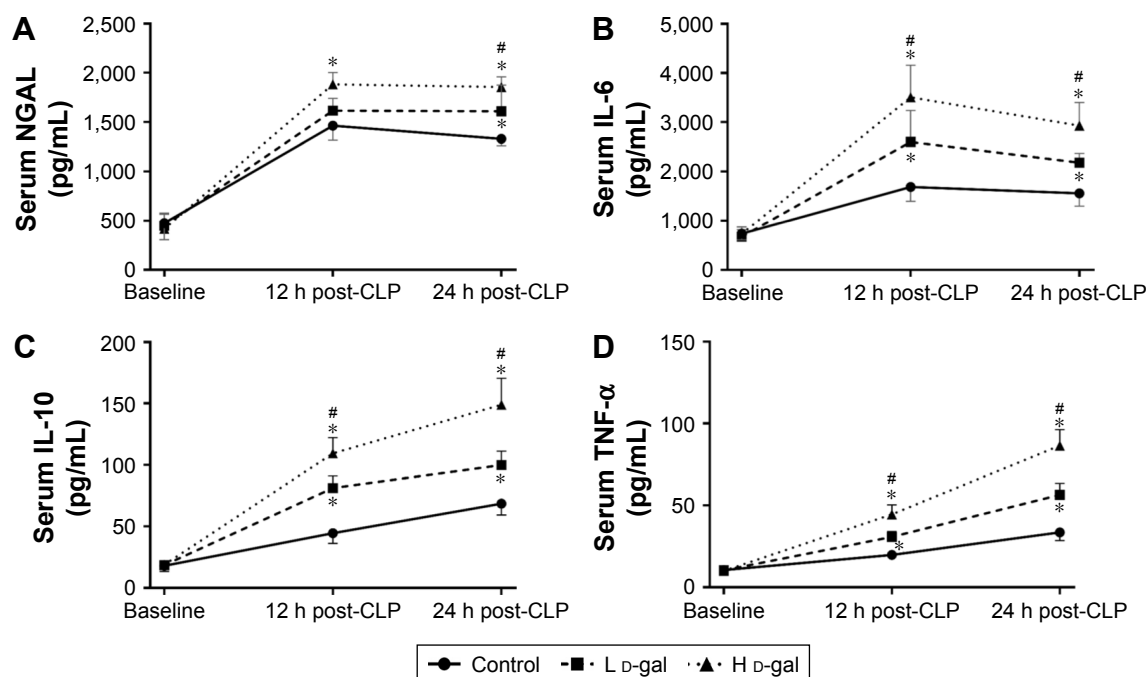 A
Serum NGAL
(pg/mL)
2,500
2,000
1,500
1,000
500
0
*
#
*
*
Baseline
12 h post-CLP
24 h post-CLP
B
Serum IL-6
(pg/mL)
5,000
4,000
3,000
2,000
1,000
0
#
*
*
#
*
*
Baseline
12 h post-CLP
24 h post-CLP
C
Serum IL-10
(pg/mL)
200
150
100
50
0
#
*
*
#
*
*
Baseline
12 h post-CLP
24 h post-CLP
D
Serum TNF-α
(pg/mL)
150
100
50
0
#
*
*
#
*
*
Baseline
12 h post-CLP
24 h post-CLP
Control
L D-gal
H D-gal